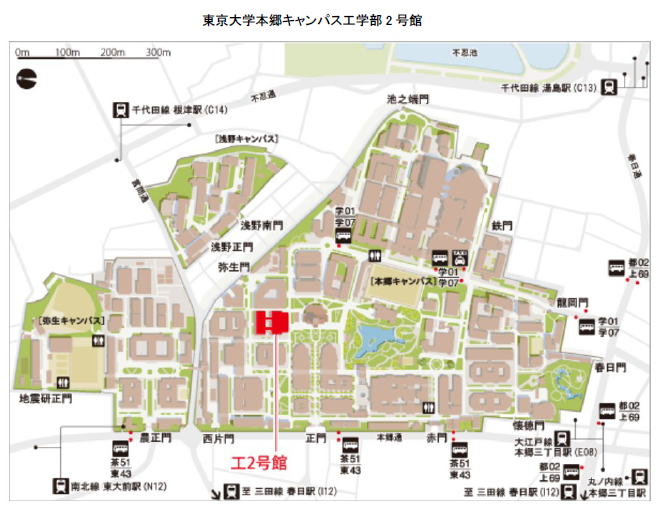 東京大学本郷キャンパス工学部 2 号館
0m 100m 200m 300m
不忍池
千代田線 湯島駅 (C13)
不忍通
池之端門
千代田線 根津駅 (C14)
[浅野キャンパス]
春日通
言問通
学01
学07
浅野南門
鉄門
浅野正門
TAXI
弥生門
学01
学07
[本郷キャンパス]
都02
上69
龍岡門
[弥生キャンパス]
学01
学07
春日門
地震研正門
都02
上69
懐徳門
農正門
西片門
正門
本郷通
赤門
大江戸線
本郷三丁目駅 (E08)
茶51
東43
工2号館
茶51
東43
茶51
東43
都02
上69
丸ノ内線
本郷三丁目駅
南北線 東大前駅 (N12)
至 三田線 春日駅 (I12)
至 三田線 春日駅 (I12)